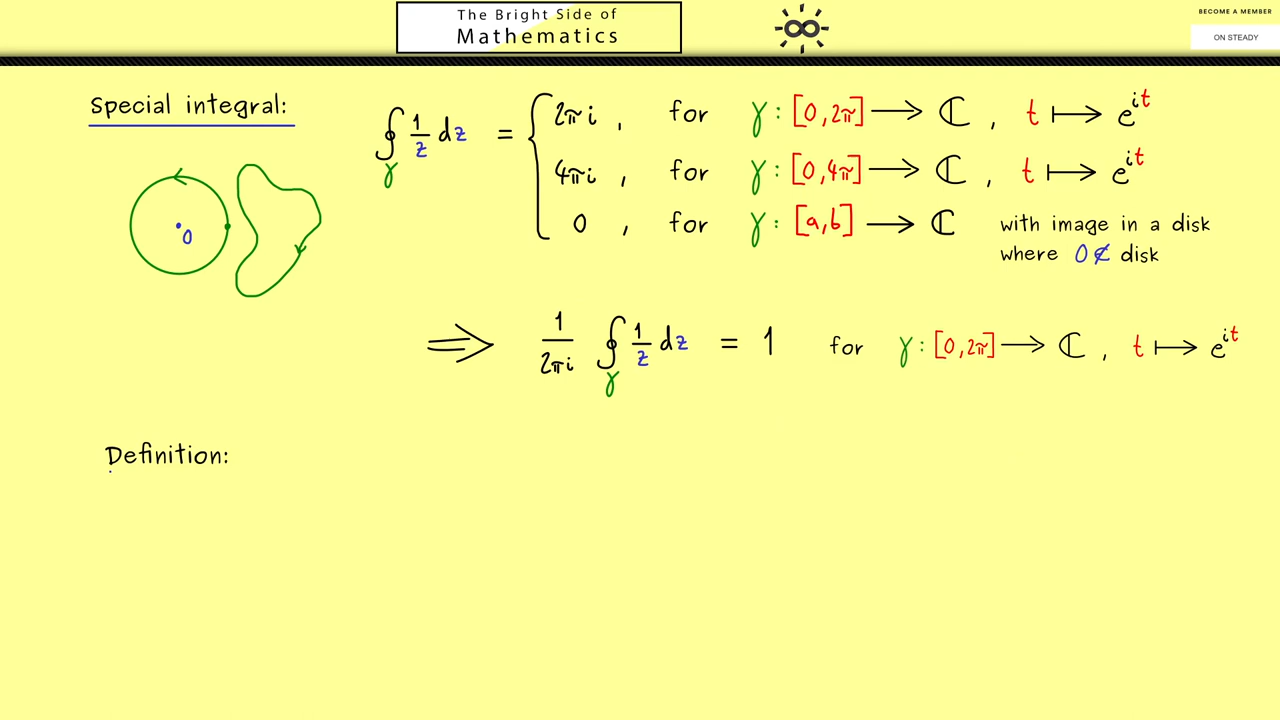 The Bright Side of
Mathematics
BECOME A MEMBER
ON STEADY
Special integral:
∮_γ 1/z dz = { 2πi , for γ: [0,2π] ⟶ ℂ , t ⟼ e^{it}
4πi , for γ: [0,4π] ⟶ ℂ , t ⟼ e^{it}
0 , for γ: [a,b] ⟶ ℂ with image in a disk
where 0 ∉ disk
0
⟹ 1/2πi ∮_γ 1/z dz = 1 for γ: [0,2π] ⟶ ℂ , t ⟼ e^{it}
Definition: